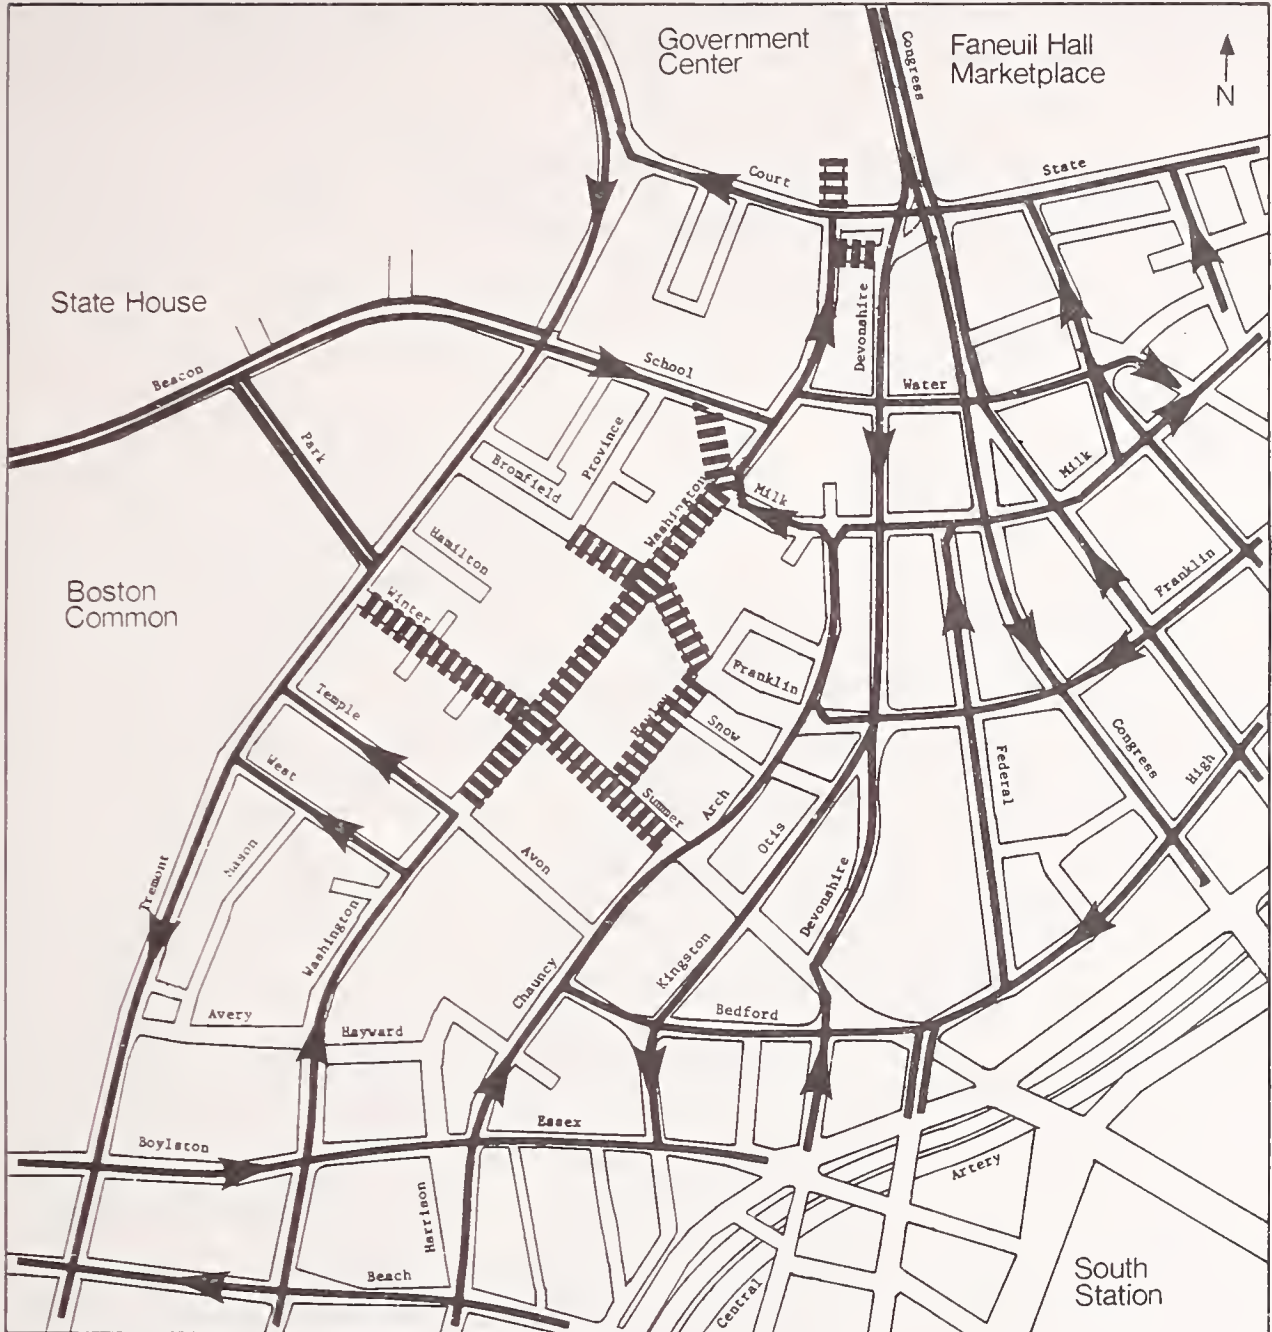 Government
Center
Congress
Faneuil Hall
Marketplace
N
Court
State
State House
Devonshire
School
Beacon
Water
Park
Province
Bromfield
Milk
Washington
Milk
Hamilton
Franklin
Boston
Common
Winter
Franklin
Temple
Hawley
Snow
Congress
West
Federal
High
Summer
Arch
Otis
Mason
Avon
Tremont
Devonshire
Washington
Kingston
Chauncy
Avery
Hayward
Bedford
Essex
Boylston
Artery
Harrison
Beach
South
Station
Central